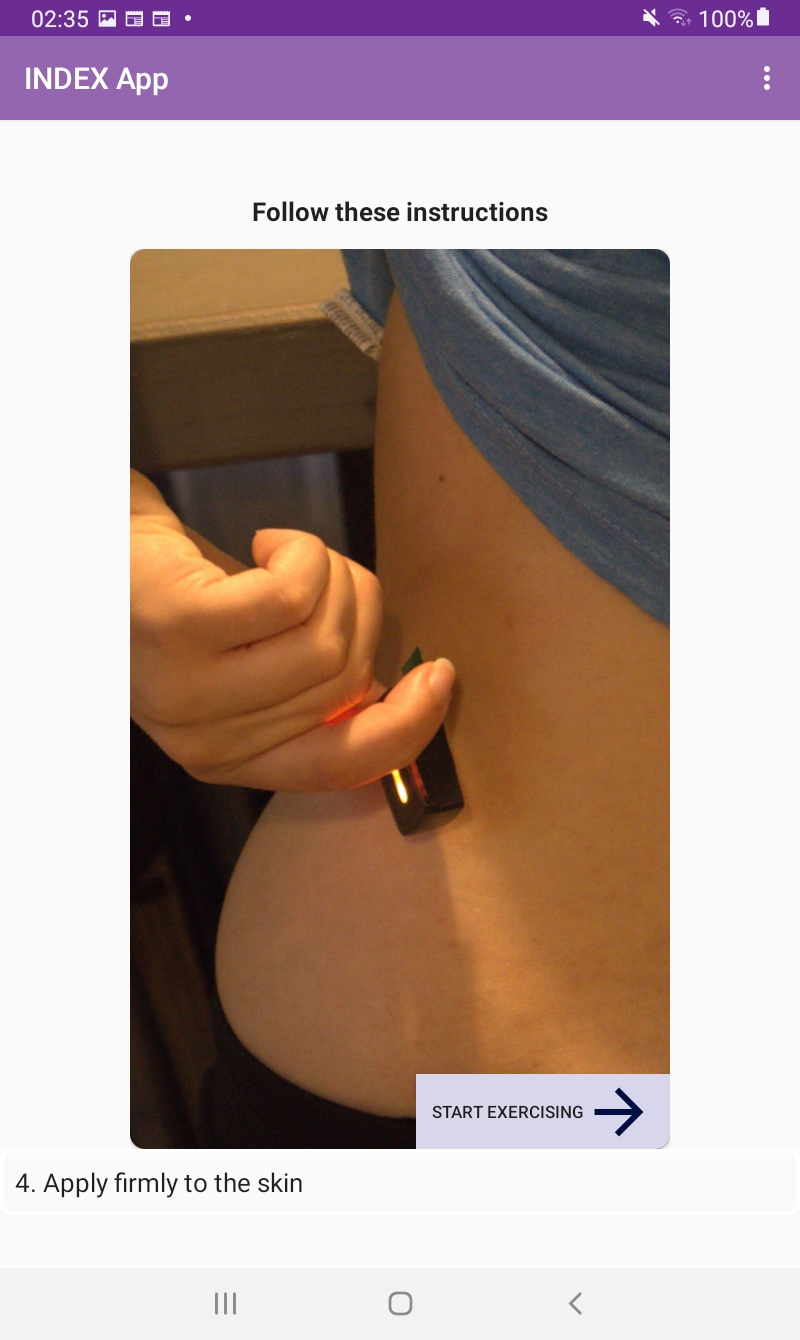 02:35
100%
INDEX App
Follow these instructions
START EXERCISING
4. Apply firmly to the skin